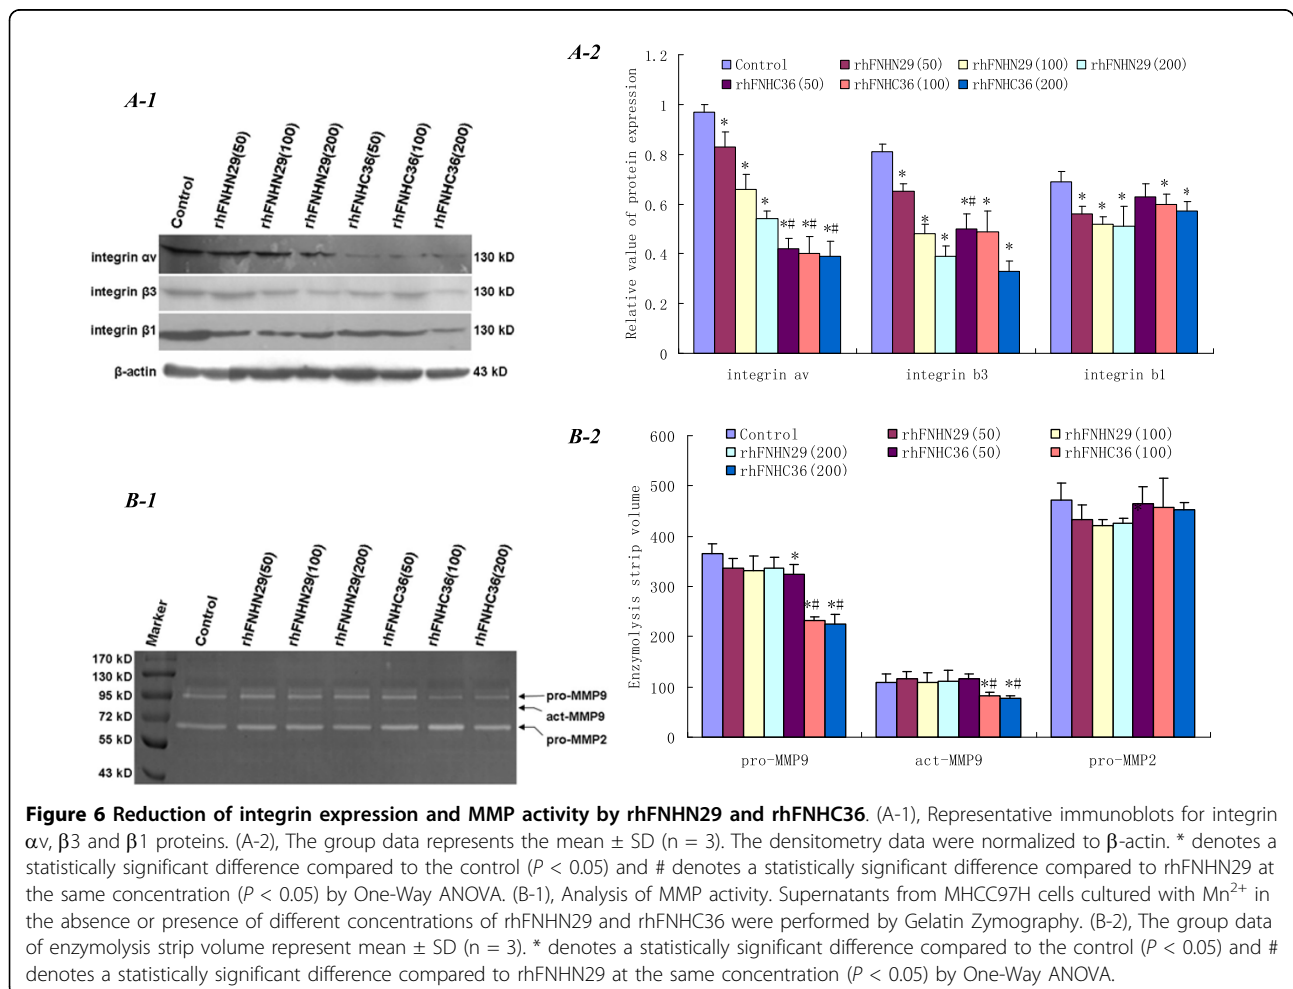 A-1
Control
rhFNHN29(50)
rhFNHN29(100)
rhFNHN29(200)
rhFNHC36(50)
rhFNHC36(100)
rhFNHC36(200)
integrin αv 130 kD
integrin β3 130 kD
integrin β1 130 kD
β-actin 43 kD
A-2
Relative value of protein expression
1.2
1
0.8
0.6
0.4
0.2
0
Control rhFNHN29(50) rhFNHN29(100) rhFNHN29(200)
rhFNHC36(50) rhFNHC36(100) rhFNHC36(200)
* * * *# *# *#
* * * *# * *
* * * * *
integrin av integrin b3 integrin b1
B-1
Marker
Control
rhFNHN29(50)
rhFNHN29(100)
rhFNHN29(200)
rhFNHC36(50)
rhFNHC36(100)
rhFNHC36(200)
170 kD
130 kD
95 kD
72 kD
55 kD
43 kD
pro-MMP9
act-MMP9
pro-MMP2
B-2
Enzymolysis strip volume
600
500
400
300
200
100
0
Control rhFNHN29(50) rhFNHN29(100)
rhFNHN29(200) rhFNHC36(50) rhFNHC36(100)
rhFNHC36(200)
* *# *#
*# *#
*
pro-MMP9 act-MMP9 pro-MMP2
Figure 6 Reduction of integrin expression and MMP activity by rhFNHN29 and rhFNHC36. (A-1), Representative immunoblots for integrin
αv, β3 and β1 proteins. (A-2), The group data represents the mean ± SD (n = 3). The densitometry data were normalized to β-actin. * denotes a
statistically significant difference compared to the control (P < 0.05) and # denotes a statistically significant difference compared to rhFNHN29 at
the same concentration (P < 0.05) by One-Way ANOVA. (B-1), Analysis of MMP activity. Supernatants from MHCC97H cells cultured with Mn²⁺ in
the absence or presence of different concentrations of rhFNHN29 and rhFNHC36 were performed by Gelatin Zymography. (B-2), The group data
of enzymolysis strip volume represent mean ± SD (n = 3). * denotes a statistically significant difference compared to the control (P < 0.05) and #
denotes a statistically significant difference compared to rhFNHN29 at the same concentration (P < 0.05) by One-Way ANOVA.